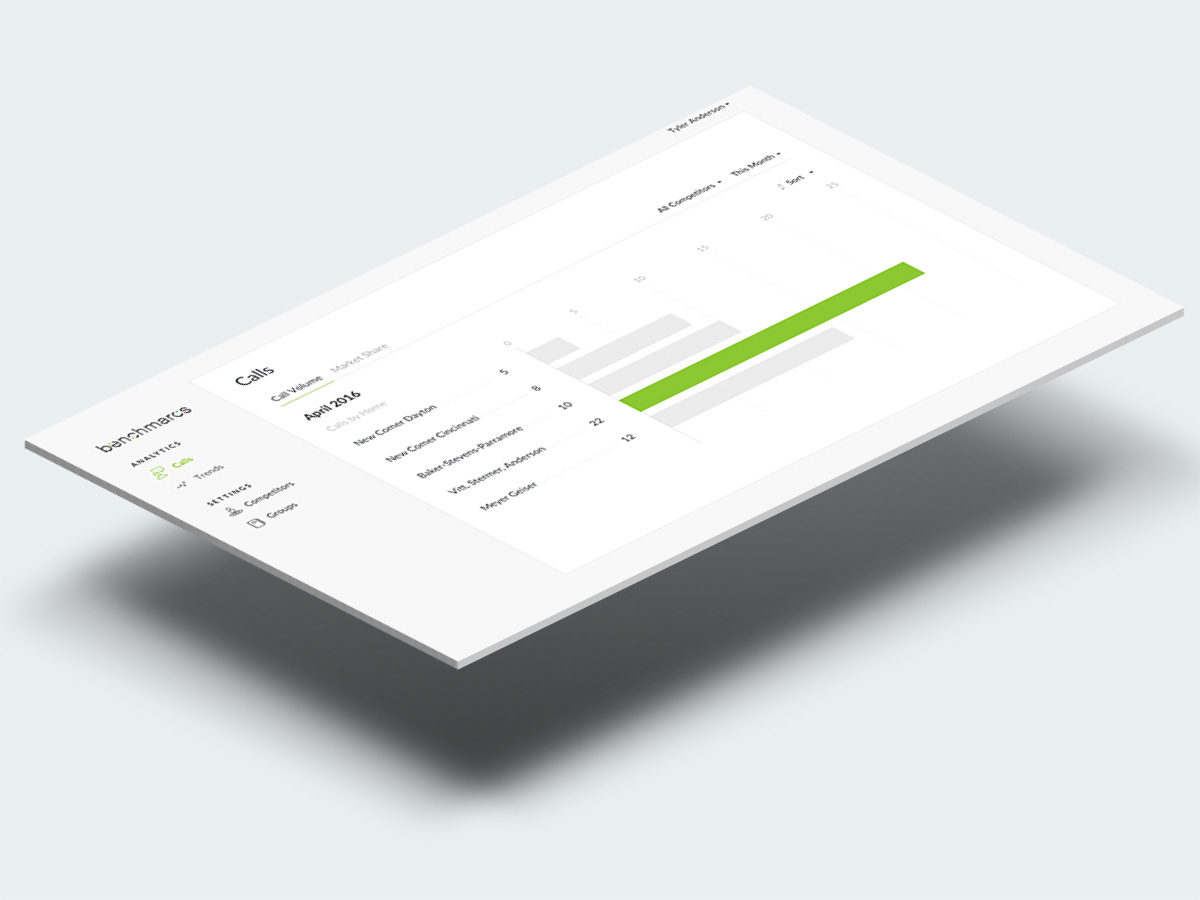 Tyler Anderson
benchmarcs
ANALYTICS
Calls
Trends
SETTINGS
Competitors
Groups
Calls
All Competitors This Month
Call Volume Market Share
Sort
April 2016
Calls by Home
0 5 10 15 20 25
New Comer Dayton 5
New Comer Cincinnati 8
Baker-Stevens-Parramore 10
Vitt, Stermer, Anderson 22
Meyer Geiser 12